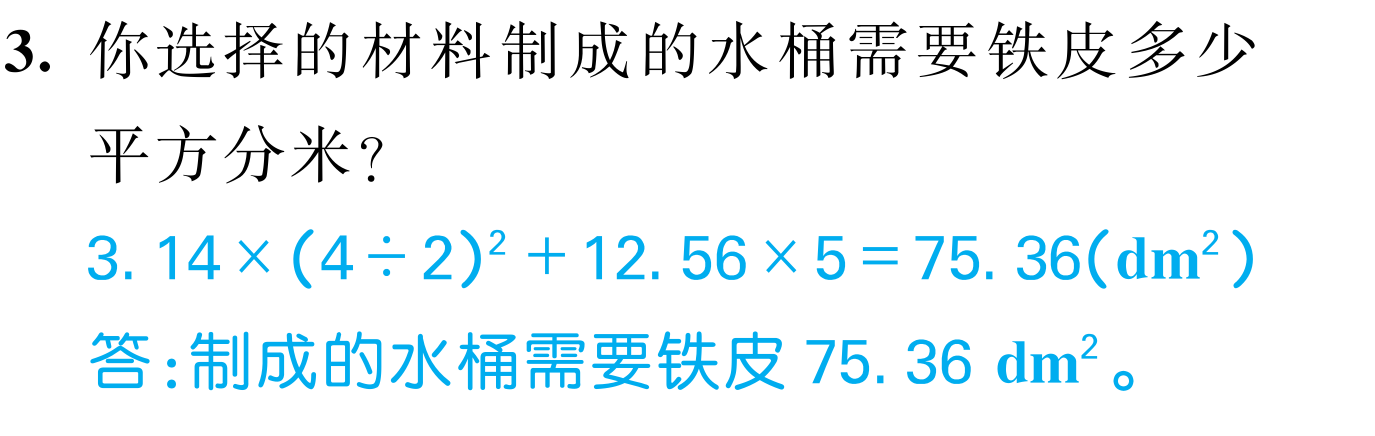 3. 你选择的材料制成的水桶需要铁皮多少
平方分米?
3.14×(4÷2)²+12.56×5=75.36(dm²)
答:制成的水桶需要铁皮 75.36 dm²。